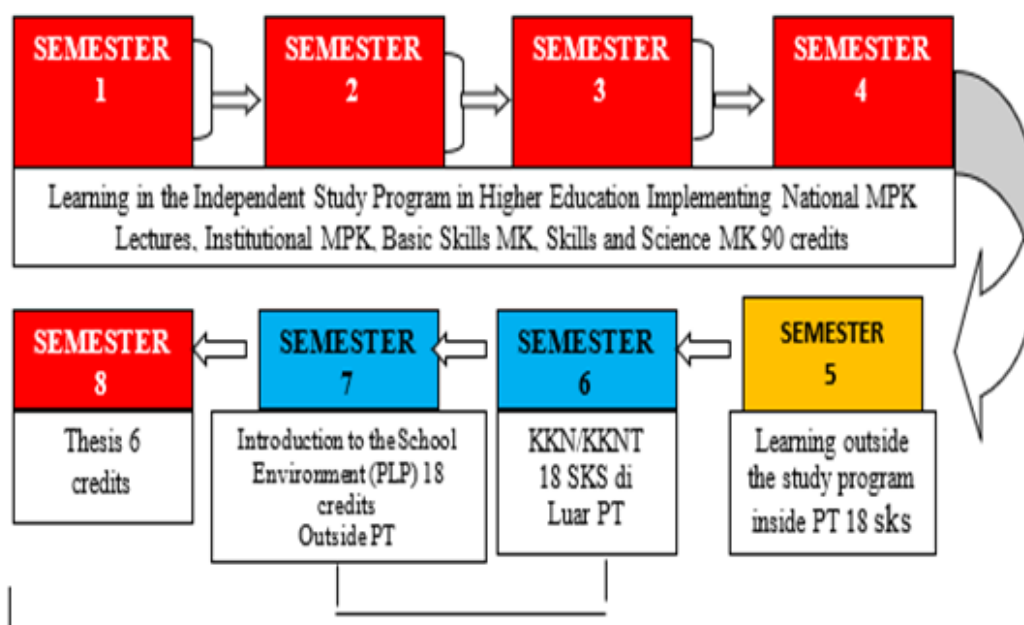 SEMESTER
1
SEMESTER
2
SEMESTER
3
SEMESTER
4
Learning in the Independent Study Program in Higher Education Implementing National MPK
Lectures, Institutional MPK, Basic Skills MK, Skills and Science MK 90 credits
SEMESTER
8
Thesis 6
credits
SEMESTER
7
Introduction to the School
Environment (PLP) 18
credits
Outside PT
SEMESTER
6
KKN/KKNT
18 SKS di
Luar PT
SEMESTER
5
Learning outside
the study program
inside PT 18 sks